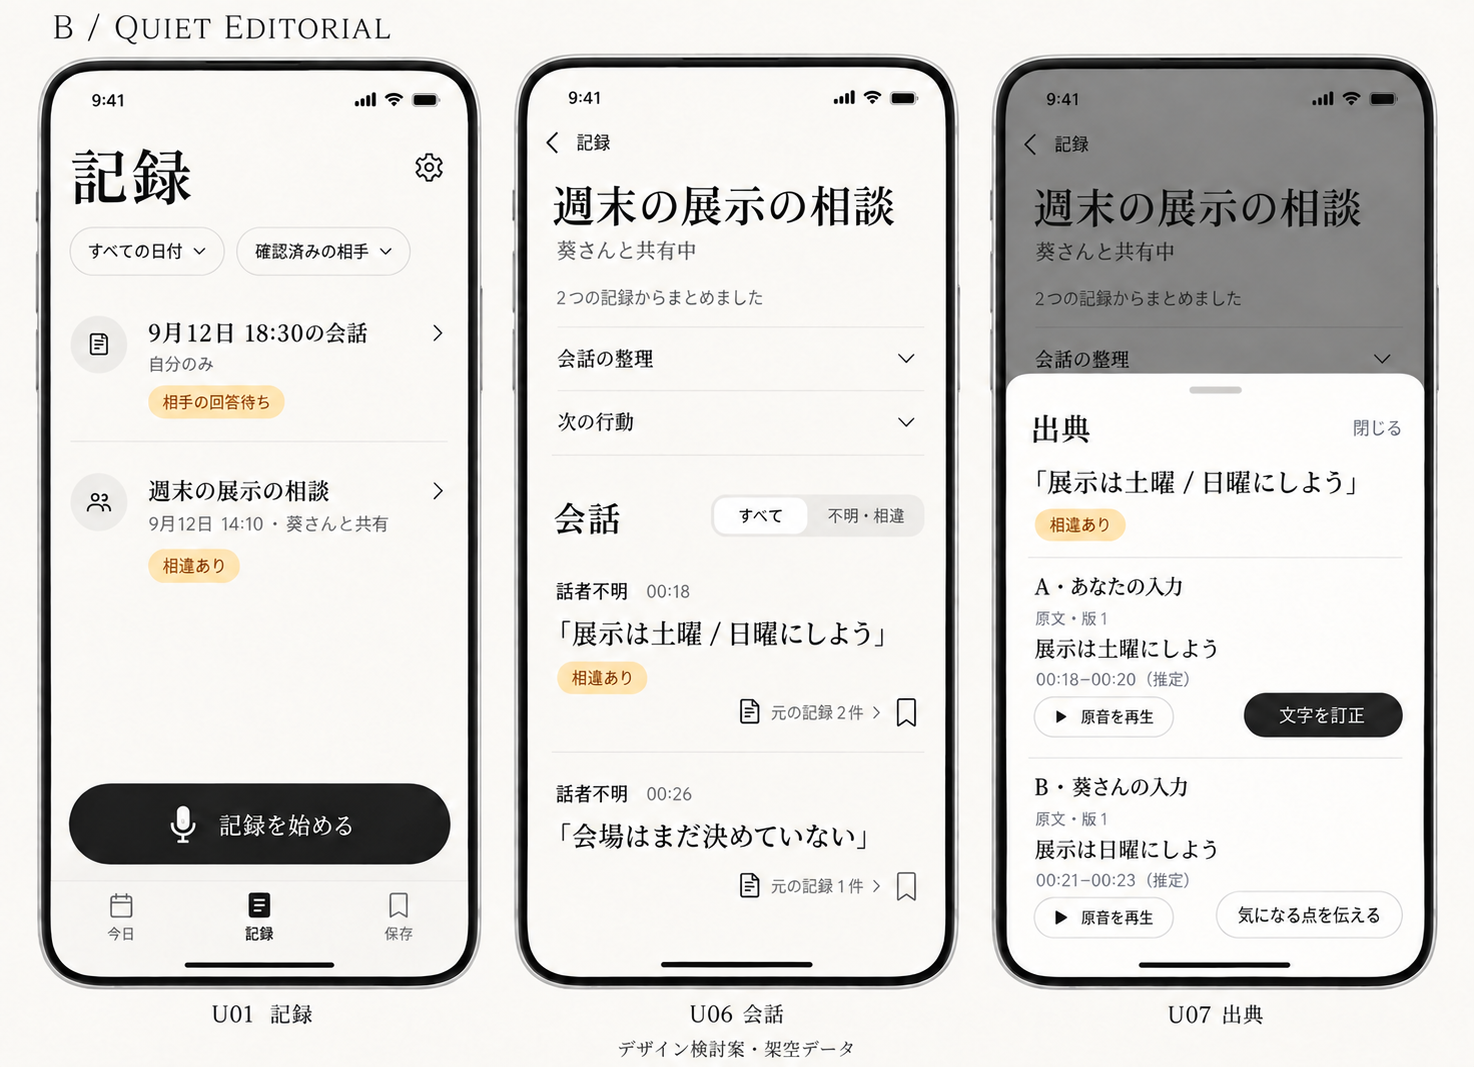 B / QUIET EDITORIAL
9:41
記録
すべての日付
確認済みの相手
9月12日 18:30の会話
自分のみ
相手の回答待ち
週末の展示の相談
9月12日 14:10・葵さんと共有
相違あり
記録を始める
今日
記録
保存
U01 記録
9:41
記録
週末の展示の相談
葵さんと共有中
2つの記録からまとめました
会話の整理
次の行動
会話
すべて
不明・相違
話者不明 00:18
「展示は土曜 / 日曜にしよう」
相違あり
元の記録2件
話者不明 00:26
「会場はまだ決めていない」
元の記録1件
U06 会話
9:41
記録
週末の展示の相談
葵さんと共有中
2つの記録からまとめました
会話の整理
出典
閉じる
「展示は土曜 / 日曜にしよう」
相違あり
A・あなたの入力
原文・版1
展示は土曜にしよう
00:18–00:20（推定）
原音を再生
文字を訂正
B・葵さんの入力
原文・版1
展示は日曜にしよう
00:21–00:23（推定）
原音を再生
気になる点を伝える
U07 出典
デザイン検討案・架空データ